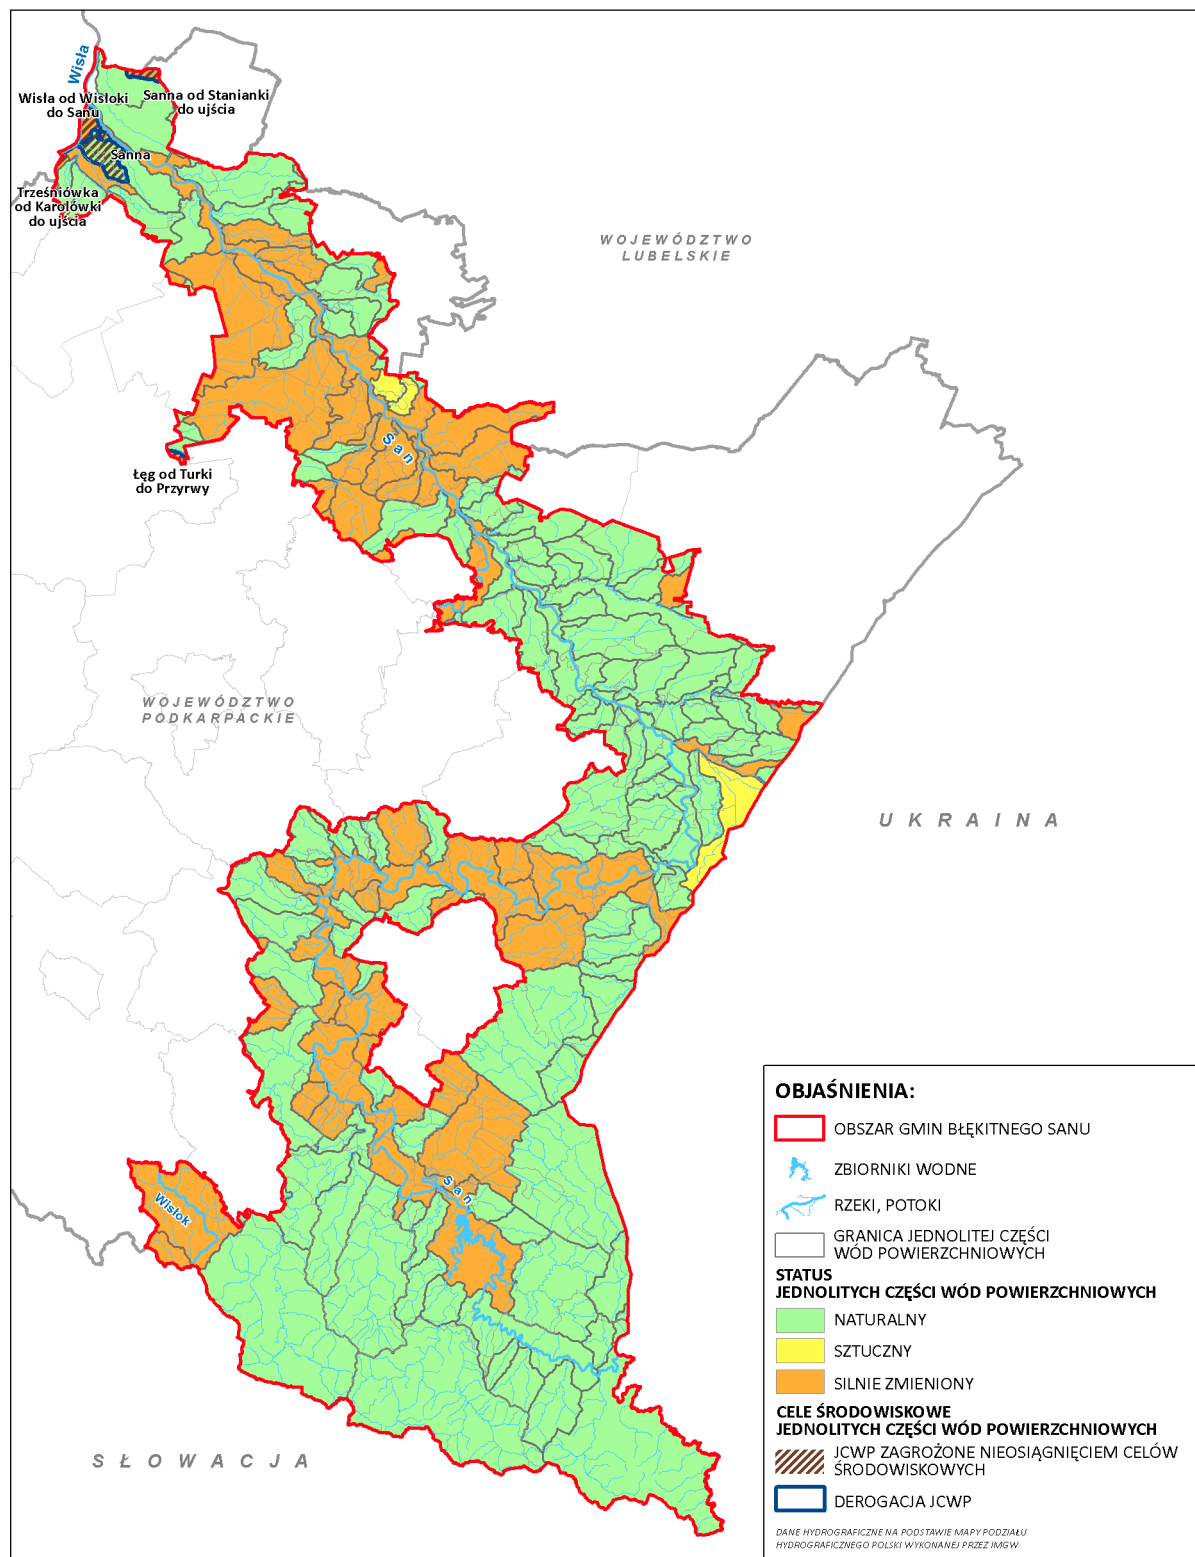 Wisła
Wisła od Wisłoki
do Sanu
Sanna od Stanianki
do ujścia
Sanna
Trześniówka
od Karolówki
do ujścia
WOJEWÓDZTWO
LUBELSKIE
San
Łęg od Turki
do Przyrwy
WOJEWÓDZTWO
PODKARPACKIE
UKRAINA
San
Wisłok
SŁOWACJA
OBJAŚNIENIA:
OBSZAR GMIN BŁĘKITNEGO SANU
ZBIORNIKI WODNE
RZEKI, POTOKI
GRANICA JEDNOLITEJ CZĘŚCI
WÓD POWIERZCHNIOWYCH
STATUS
JEDNOLITYCH CZĘŚCI WÓD POWIERZCHNIOWYCH
NATURALNY
SZTUCZNY
SILNIE ZMIENIONY
CELE ŚRODOWISKOWE
JEDNOLITYCH CZĘŚCI WÓD POWIERZCHNIOWYCH
JCWP ZAGROŻONE NIEOSIĄGNIĘCIEM CELÓW
ŚRODOWISKOWYCH
DEROGACJA JCWP
DANE HYDROGRAFICZNE NA PODSTAWIE MAPY PODZIAŁU
HYDROGRAFICZNEGO POLSKI WYKONANEJ PRZEZ IMGW